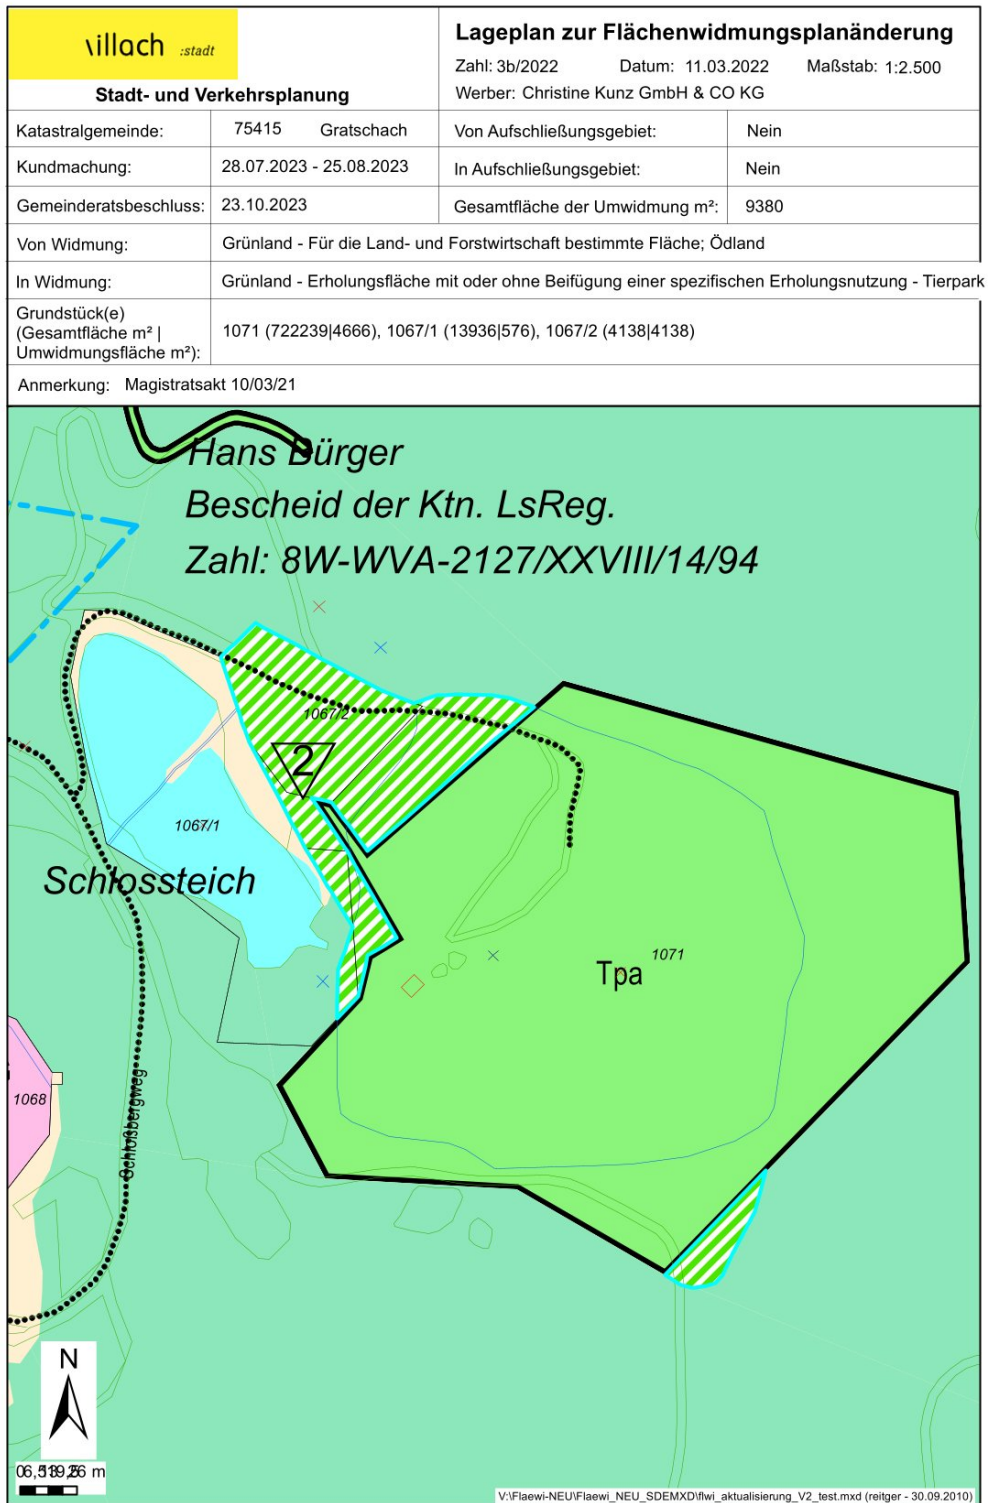 villach :stadt
Stadt- und Verkehrsplanung
Lageplan zur Flächenwidmungsplanänderung
Zahl: 3b/2022 Datum: 11.03.2022 Maßstab: 1:2.500
Werber: Christine Kunz GmbH & CO KG
Katastralgemeinde: 75415 Gratschach
Von Aufschließungsgebiet: Nein
Kundmachung: 28.07.2023 - 25.08.2023
In Aufschließungsgebiet: Nein
Gemeinderatsbeschluss: 23.10.2023
Gesamtfläche der Umwidmung m²: 9380
Von Widmung: Grünland - Für die Land- und Forstwirtschaft bestimmte Fläche; Ödland
In Widmung: Grünland - Erholungsfläche mit oder ohne Beifügung einer spezifischen Erholungsnutzung - Tierpark
Grundstück(e)
(Gesamtfläche m² |
Umwidmungsfläche m²):
1071 (722239|4666), 1067/1 (13936|576), 1067/2 (4138|4138)
Anmerkung: Magistratsakt 10/03/21
Hans Bürger
Bescheid der Ktn. LsReg.
Zahl: 8W-WVA-2127/XXVIII/14/94
1067/2
2
1067/1
Schlossteich
1071
Tpa
1068
Schloßbergweg
N
V:\Flaewi-NEU\Flaewi_NEU_SDEMXD\flwi_aktualisierung_V2_test.mxd (reitger - 30.09.2010)